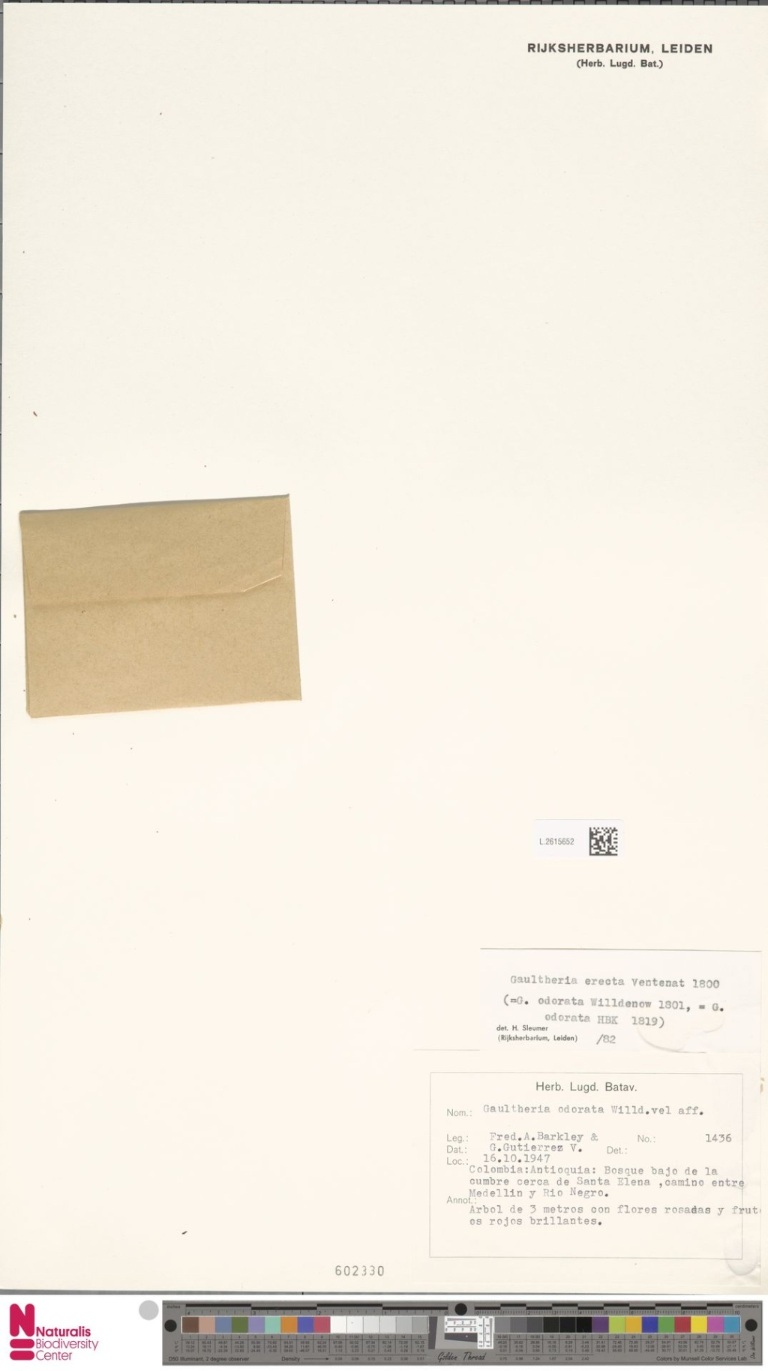 RIJKSHERBARIUM, LEIDEN
(Herb. Lugd. Bat.)
L.2615652
Gaultheria erecta Ventenat 1800
(=G. odorata Willdenow 1801, = G.
odorata HBK 1819)
det. H. Sleumer
(Rijksherbarium, Leiden) /82
Herb. Lugd. Batav.
Nom.: Gaultheria odorata Willd.vel aff.
Leg.: Fred.A.Barkley & No.: 1436
Dat.: G.Gutierrez V. Det.:
Loc.: 16.10.1947
Colombia:Antioquia: Bosque bajo de la
cumbre cerca de Santa Elena ,camino entre
Medellin y Rio Negro.
Annot.:
Arbol de 3 metros con flores rosadas y frut
os rojos brillantes.
602330
Naturalis
Biodiversity
Center
Golden Thread